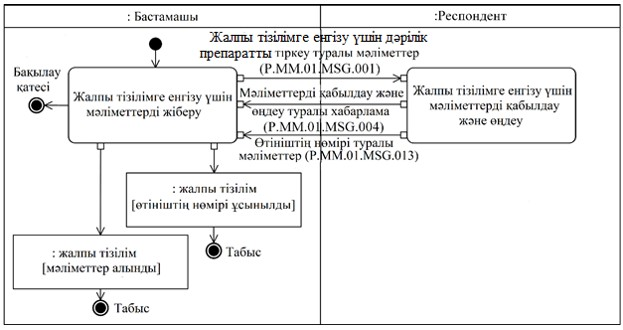 : Бастамашы
:Респондент
Жалпы тізілімге енгізу үшін дәрілік
препаратты тіркеу туралы мәліметтер
(P.MM.01.MSG.001)
Бақылау
қатесі
Жалпы тізілімге енгізу үшін
мәліметтерді жіберу
Мәліметтерді қабылдау және
өңдеу туралы хабарлама
(P.MM.01.MSG.004)
Өтініштің нөмірі туралы
мәліметтер (P.MM.01.MSG.013)
Жалпы тізілімге енгізу үшін
мәліметтерді қабылдау
және өңдеу
: жалпы тізілім
[өтініштің нөмірі ұсынылды]
Табыс
: жалпы тізілім
[мәліметтер алынды]
Табыс